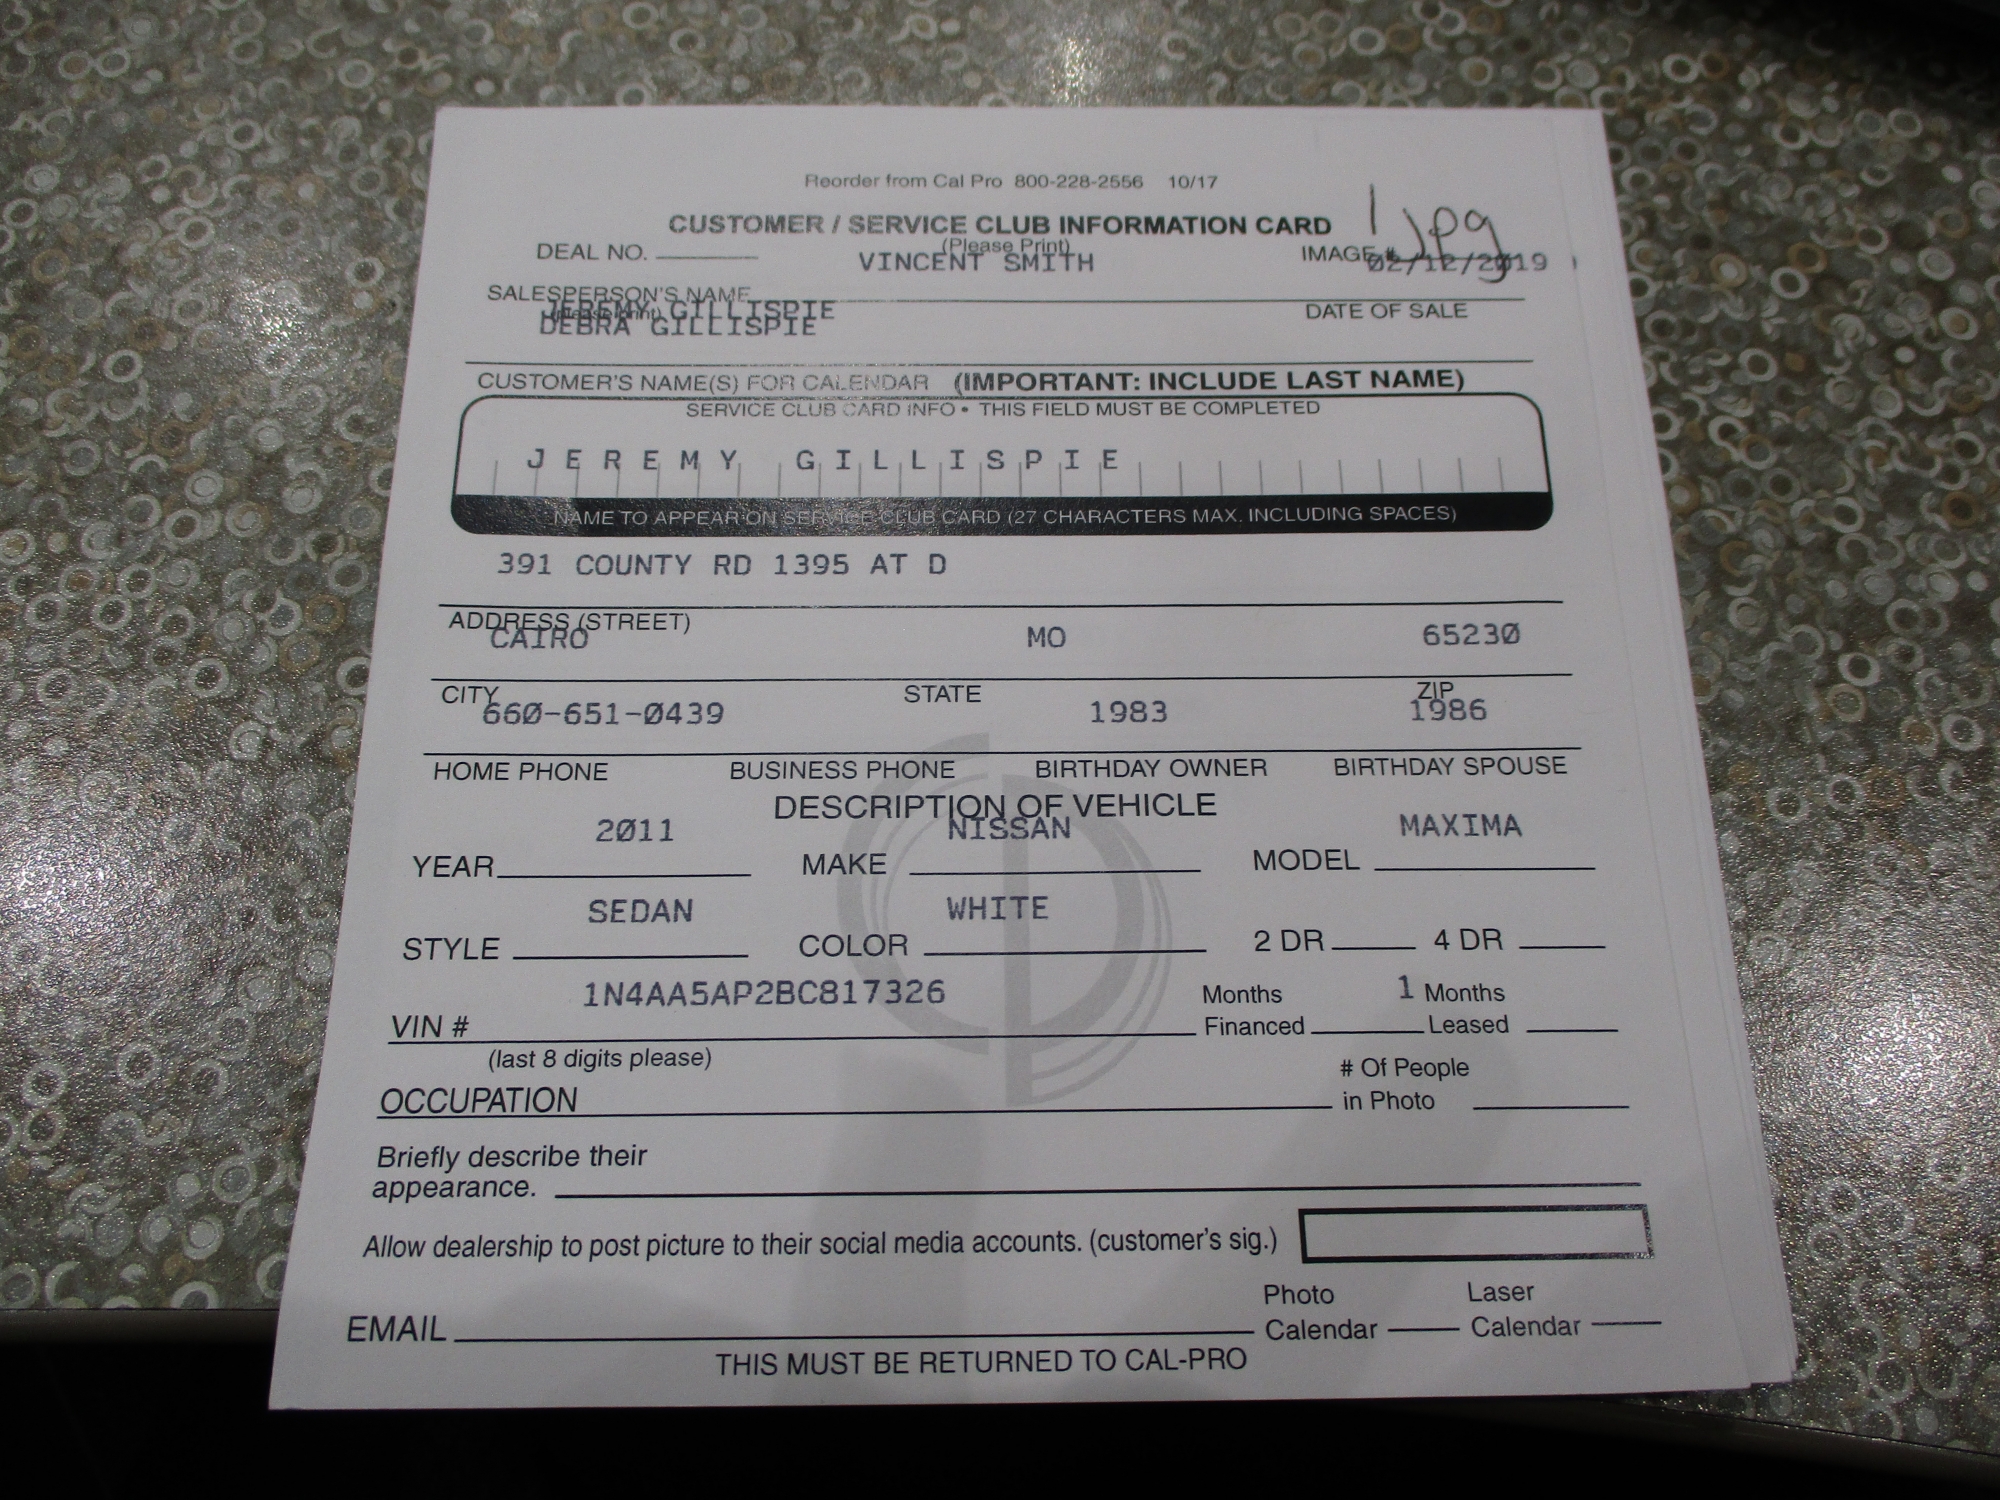 Reorder from Cal Pro 800-228-2556 10/17
CUSTOMER / SERVICE CLUB INFORMATION CARD
1 jpg
(Please Print)
DEAL NO. VINCENT SMITH IMAGE # 02/12/2019
SALESPERSON'S NAME DATE OF SALE
(please print)
JEREMY GILLISPIE
DEBRA GILLISPIE
CUSTOMER'S NAME(S) FOR CALENDAR (IMPORTANT: INCLUDE LAST NAME)
SERVICE CLUB CARD INFO • THIS FIELD MUST BE COMPLETED
JEREMY GILLISPIE
NAME TO APPEAR ON SERVICE CLUB CARD (27 CHARACTERS MAX. INCLUDING SPACES)
391 COUNTY RD 1395 AT D
ADDRESS (STREET)
CAIRO MO 65230
CITY STATE ZIP
660-651-0439 1983 1986
HOME PHONE BUSINESS PHONE BIRTHDAY OWNER BIRTHDAY SPOUSE
DESCRIPTION OF VEHICLE
2011 NISSAN MAXIMA
YEAR MAKE MODEL
SEDAN WHITE
STYLE COLOR 2 DR 4 DR
1N4AA5AP2BC817326 Months 1 Months
VIN # Financed Leased
(last 8 digits please) # Of People
OCCUPATION in Photo
Briefly describe their
appearance.
Allow dealership to post picture to their social media accounts. (customer's sig.)
Photo Laser
EMAIL Calendar Calendar
THIS MUST BE RETURNED TO CAL-PRO